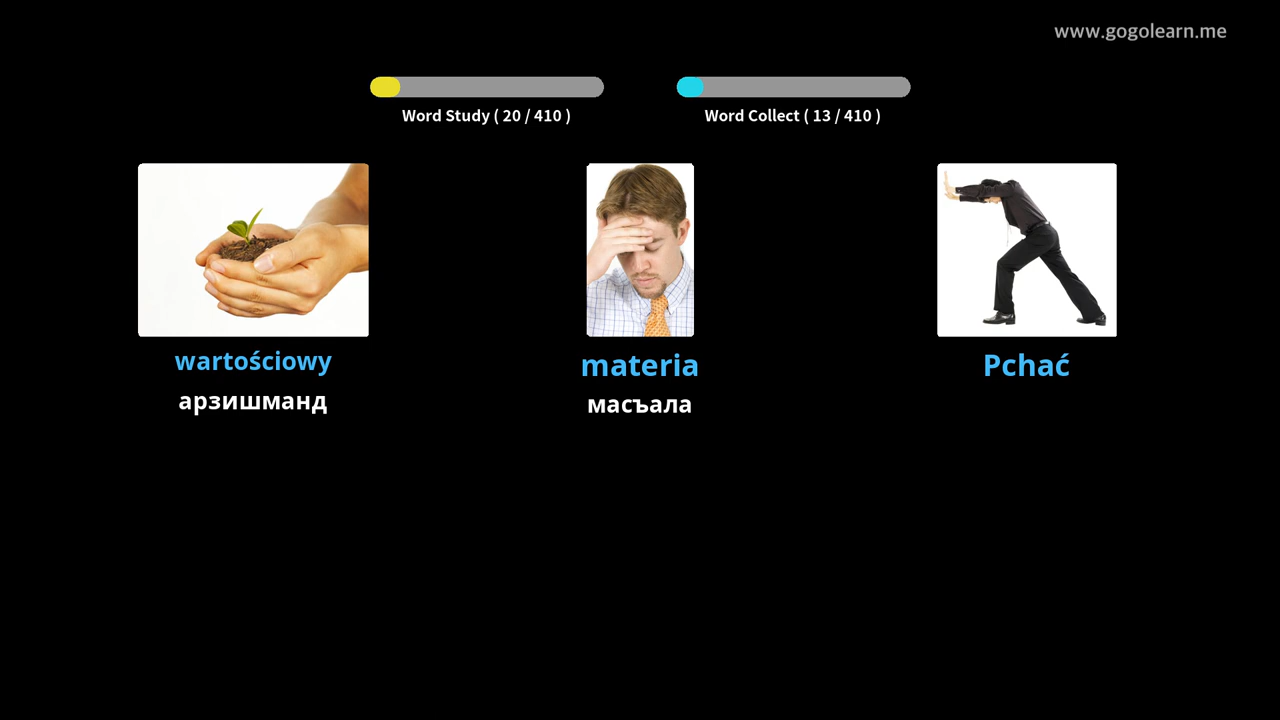 www.gogolearn.me
Word Study ( 20 / 410 )
Word Collect ( 13 / 410 )
wartościowy
арзишманд
materia
масъала
Pchać